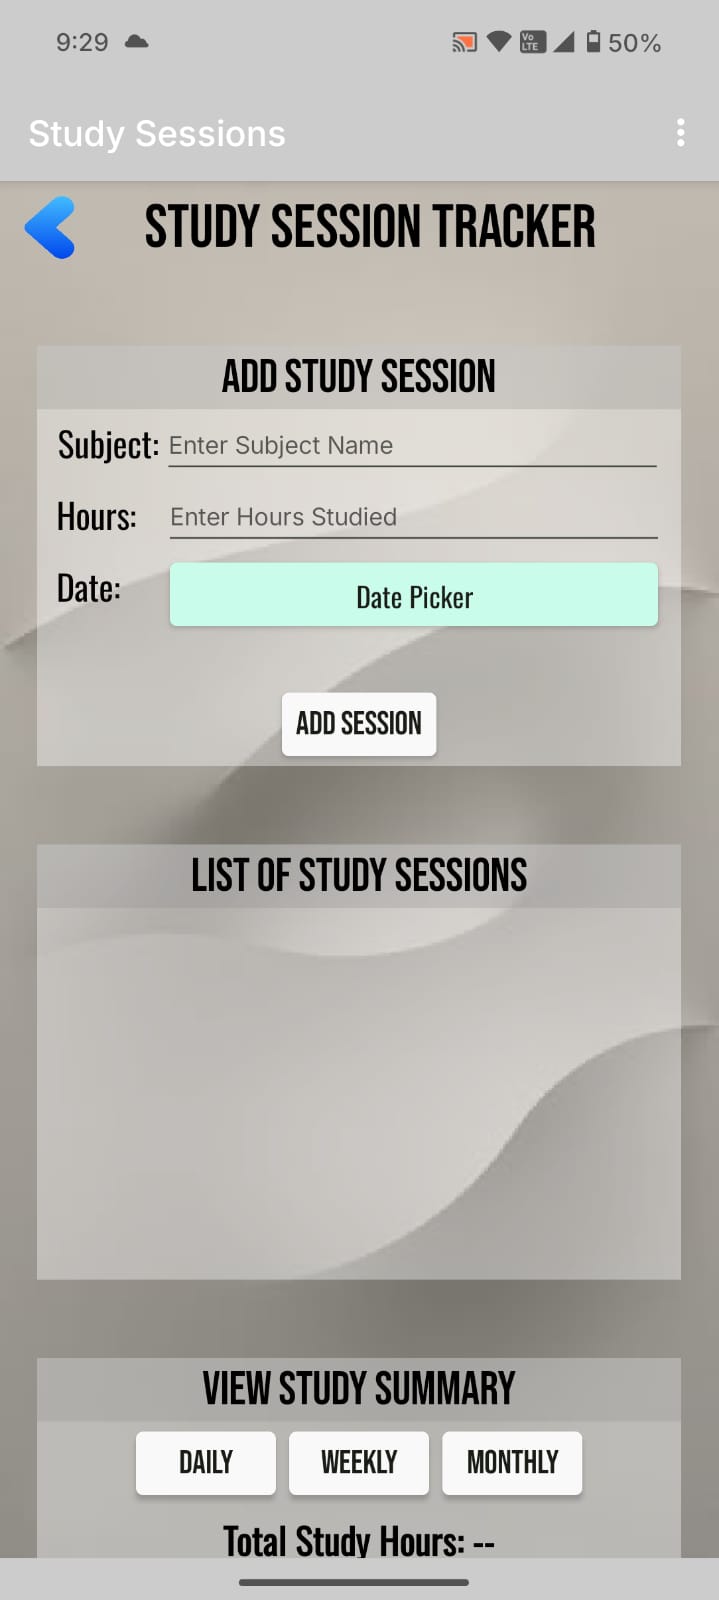 9:29
Vo
LTE
50%
Study Sessions
STUDY SESSION TRACKER
ADD STUDY SESSION
Subject: Enter Subject Name
Hours: Enter Hours Studied
Date: Date Picker
ADD SESSION
LIST OF STUDY SESSIONS
VIEW STUDY SUMMARY
DAILY WEEKLY MONTHLY
Total Study Hours: --